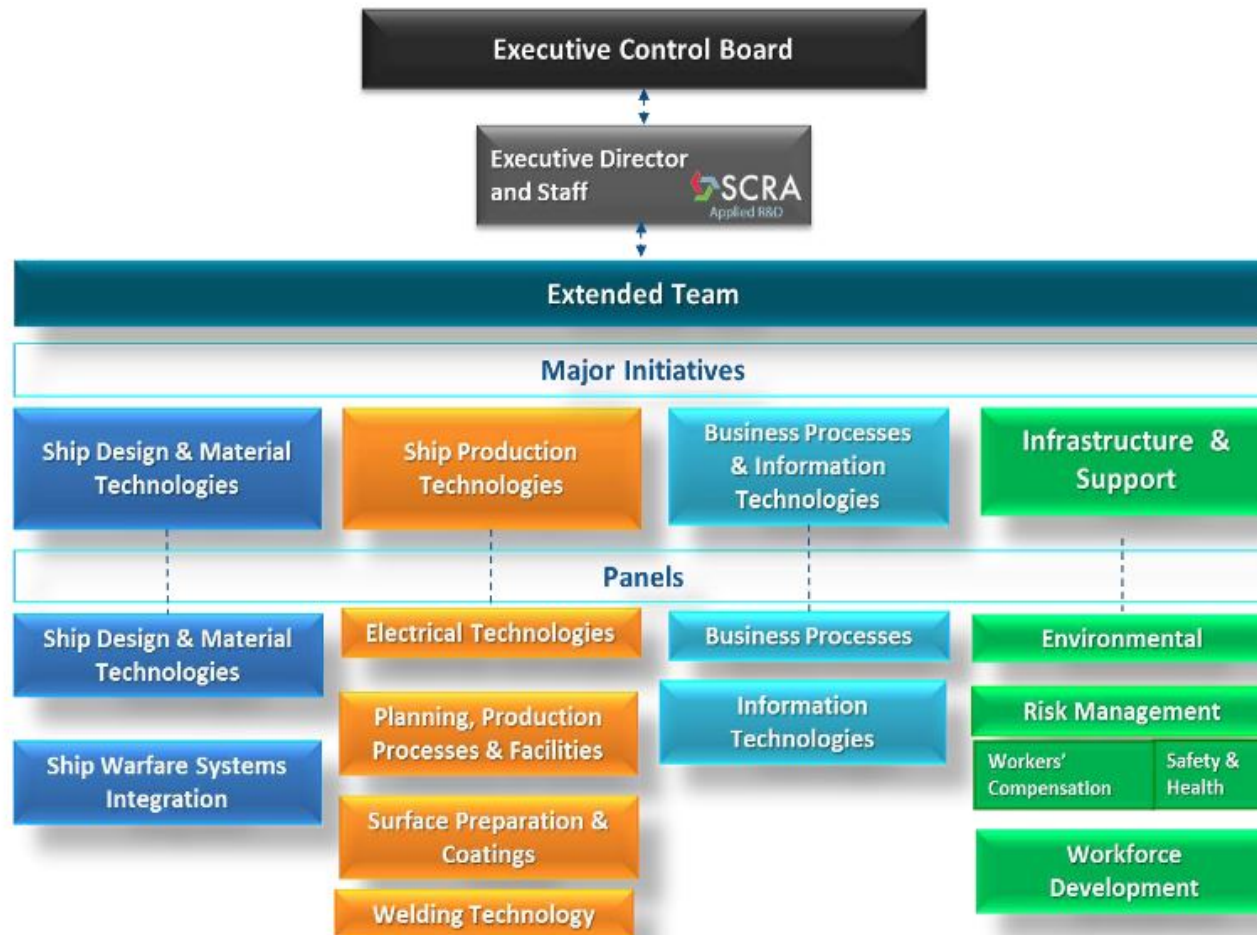 Executive Control Board
Executive Director
and Staff
SCRA
Applied R&D
Extended Team
Major Initiatives
Ship Design & Material
Technologies
Ship Production
Technologies
Business Processes
& Information
Technologies
Infrastructure &
Support
Panels
Ship Design & Material
Technologies
Ship Warfare Systems
Integration
Electrical Technologies
Planning, Production
Processes & Facilities
Surface Preparation &
Coatings
Welding Technology
Business Processes
Information
Technologies
Environmental
Risk Management
Workers'
Compensation
Safety &
Health
Workforce
Development